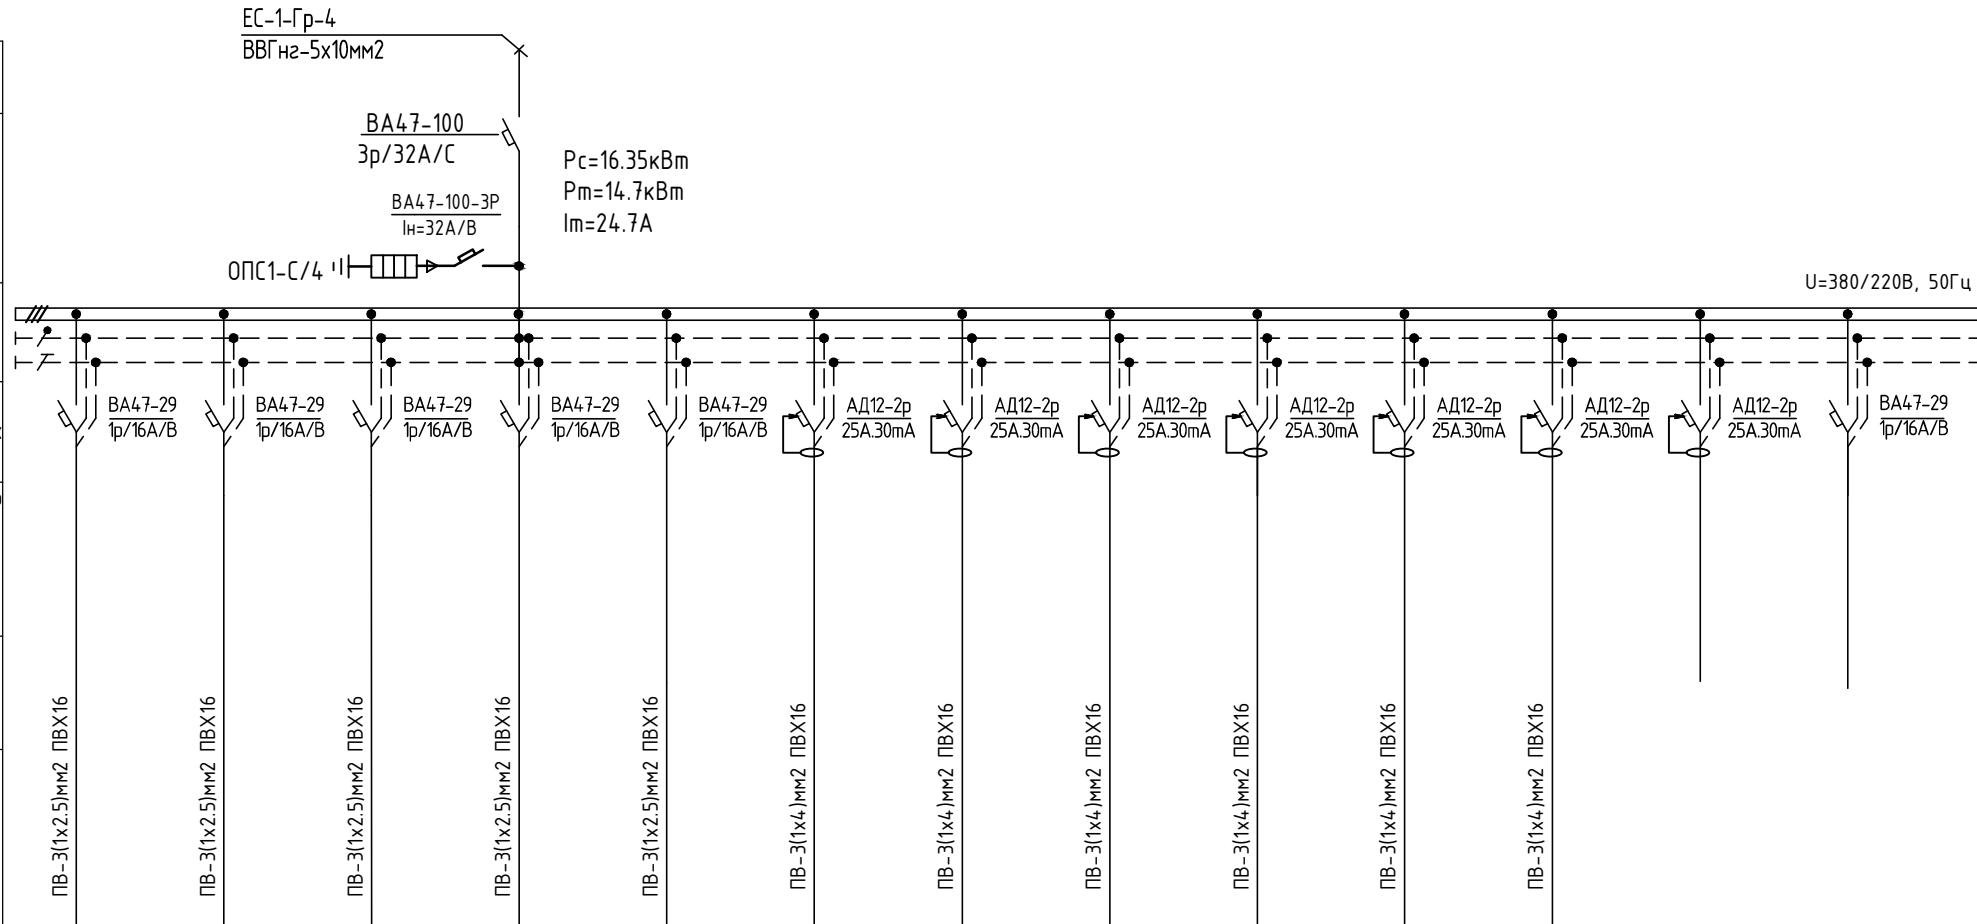 ЕС-1-Гр-4
ВВГнг-5х10мм2
ВА47-100
3р/32А/С
Рс=16.35кВт
Рт=14.7кВт
Iт=24.7А
ВА47-100-3Р
Iн=32А/В
ОПС1-С/4
U=380/220В, 50Гц
ВА47-29
1р/16А/В
ВА47-29
1р/16А/В
ВА47-29
1р/16А/В
ВА47-29
1р/16А/В
ВА47-29
1р/16А/В
АД12-2р
25А.30mА
АД12-2р
25А.30mА
АД12-2р
25А.30mА
АД12-2р
25А.30mА
АД12-2р
25А.30mА
АД12-2р
25А.30mА
АД12-2р
25А.30mА
ВА47-29
1р/16А/В
ПВ-3(1х2.5)мм2 ПВХ16
ПВ-3(1х2.5)мм2 ПВХ16
ПВ-3(1х2.5)мм2 ПВХ16
ПВ-3(1х2.5)мм2 ПВХ16
ПВ-3(1х2.5)мм2 ПВХ16
ПВ-3(1х4)мм2 ПВХ16
ПВ-3(1х4)мм2 ПВХ16
ПВ-3(1х4)мм2 ПВХ16
ПВ-3(1х4)мм2 ПВХ16
ПВ-3(1х4)мм2 ПВХ16
ПВ-3(1х4)мм2 ПВХ16